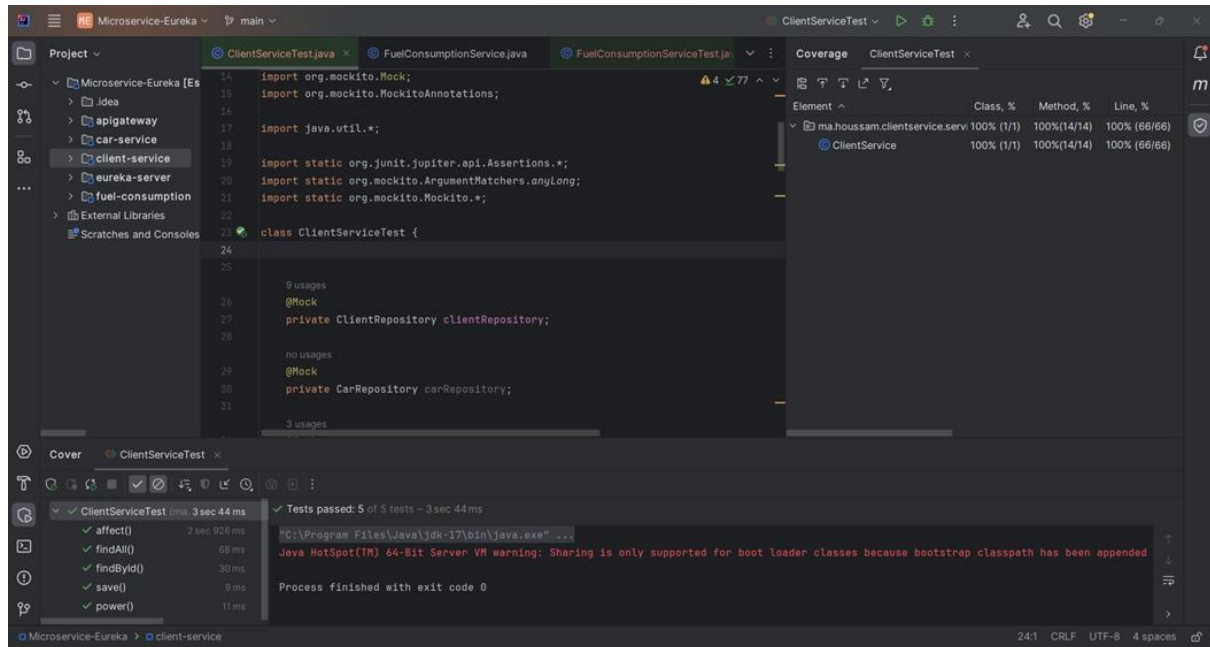 ME Microservice-Eureka main ClientServiceTest
Project
Microservice-Eureka [Es
.idea
apigateway
car-service
client-service
eureka-server
fuel-consumption
External Libraries
Scratches and Consoles
ClientServiceTest.java FuelConsumptionService.java FuelConsumptionServiceTest.ja
4 77
14 import org.mockito.Mock;
15 import org.mockito.MockitoAnnotations;
16
17 import java.util.*;
18
19 import static org.junit.jupiter.api.Assertions.*;
20 import static org.mockito.ArgumentMatchers.anyLong;
21 import static org.mockito.Mockito.*;
22
23 class ClientServiceTest {
24
25
9 usages
26 @Mock
27 private ClientRepository clientRepository;
28
no usages
29 @Mock
30 private CarRepository carRepository;
31
3 usages
Coverage ClientServiceTest
Element Class, % Method, % Line, %
ma.houssam.clientservice.servi 100% (1/1) 100%(14/14) 100% (66/66)
ClientService 100% (1/1) 100%(14/14) 100% (66/66)
m
Cover ClientServiceTest
ClientServiceTest (ma. 3 sec 44 ms
affect() 2 sec 926 ms
findAll() 68 ms
findById() 30 ms
save() 9 ms
power() 11 ms
Tests passed: 5 of 5 tests – 3 sec 44 ms
"C:\Program Files\Java\jdk-17\bin\java.exe" ...
Java HotSpot(TM) 64-Bit Server VM warning: Sharing is only supported for boot loader classes because bootstrap classpath has been appended
Process finished with exit code 0
Microservice-Eureka > client-service
24:1 CRLF UTF-8 4 spaces